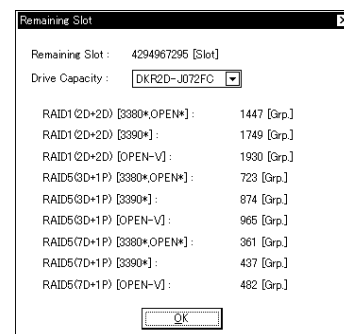 Remaining Slot
Remaining Slot : 4294967295 [Slot]
Drive Capacity : DKR2D-J072FC
RAID1(2D+2D) [3380*,OPEN*] : 1447 [Grp.]
RAID1(2D+2D) [3390*] : 1749 [Grp.]
RAID1(2D+2D) [OPEN-V] : 1930 [Grp.]
RAID5(3D+1P) [3380*,OPEN*] : 723 [Grp.]
RAID5(3D+1P) [3390*] : 874 [Grp.]
RAID5(3D+1P) [OPEN-V] : 965 [Grp.]
RAID5(7D+1P) [3380*,OPEN*] : 361 [Grp.]
RAID5(7D+1P) [3390*] : 437 [Grp.]
RAID5(7D+1P) [OPEN-V] : 482 [Grp.]
OK